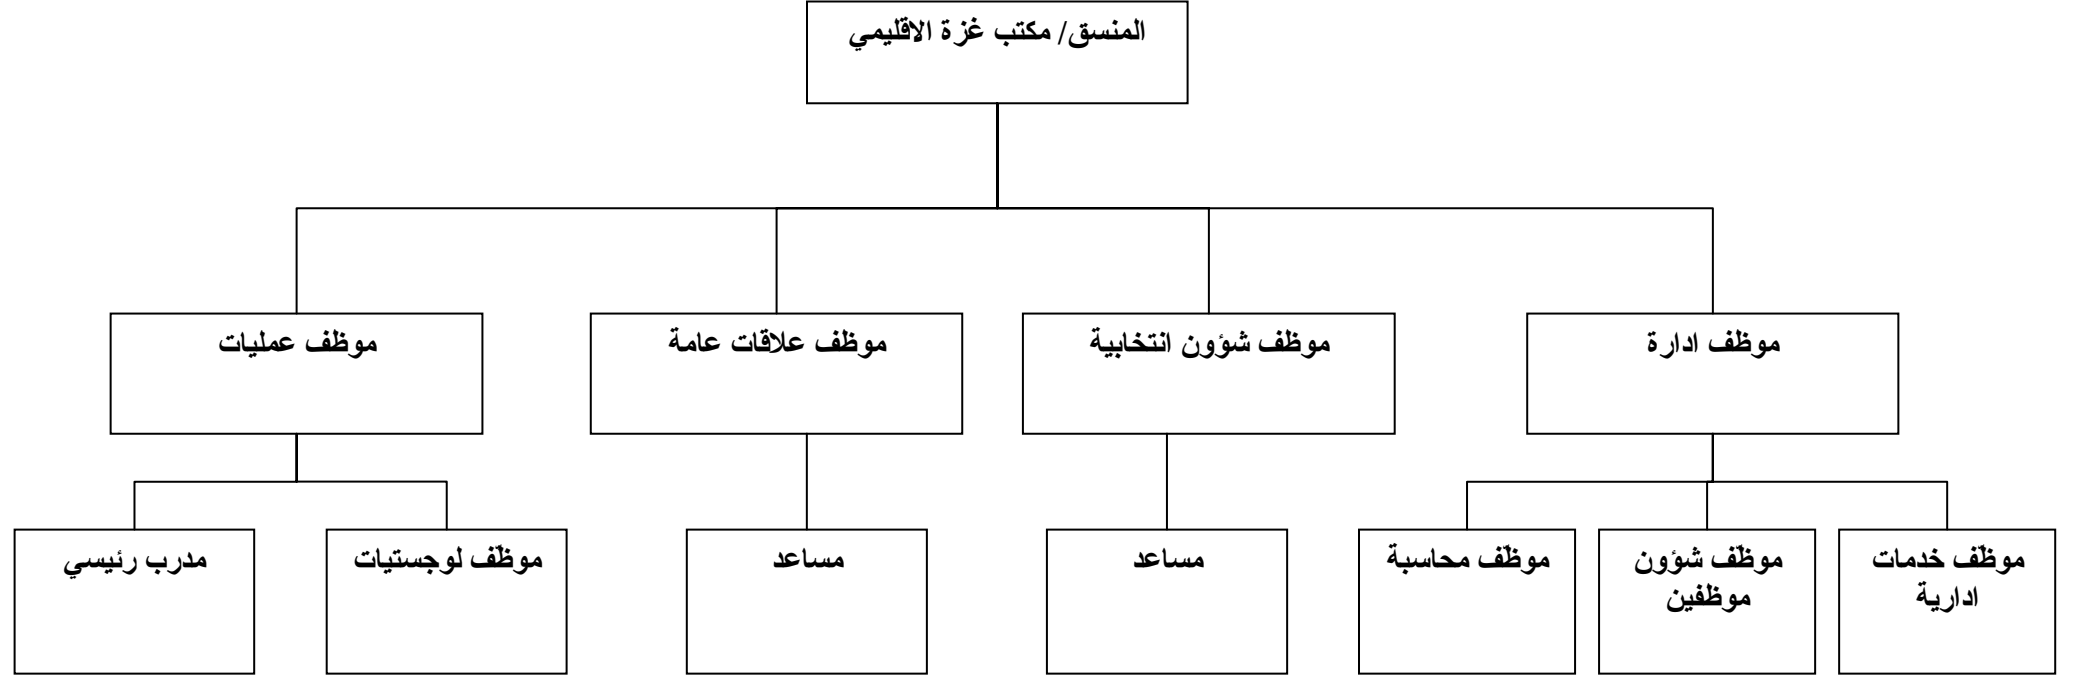 المنسق/ مكتب غزة الاقليمي
موظف ادارة
موظف شؤون انتخابية
موظف علاقات عامة
موظف عمليات
موظف خدمات
ادارية
موظف شؤون
موظفين
موظف محاسبة
مساعد
مساعد
موظف لوجستيات
مدرب رئيسي